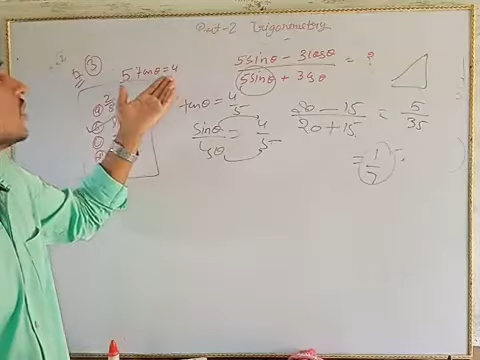 Part-2 Trigonometry
③ 5 tanθ = 4
5sinθ - 3cosθ / 5sinθ + 3cosθ = ?
tanθ = 4/5
sinθ / cosθ = 4/5
20 - 15 / 20 + 15 = 5/35
= 1/7